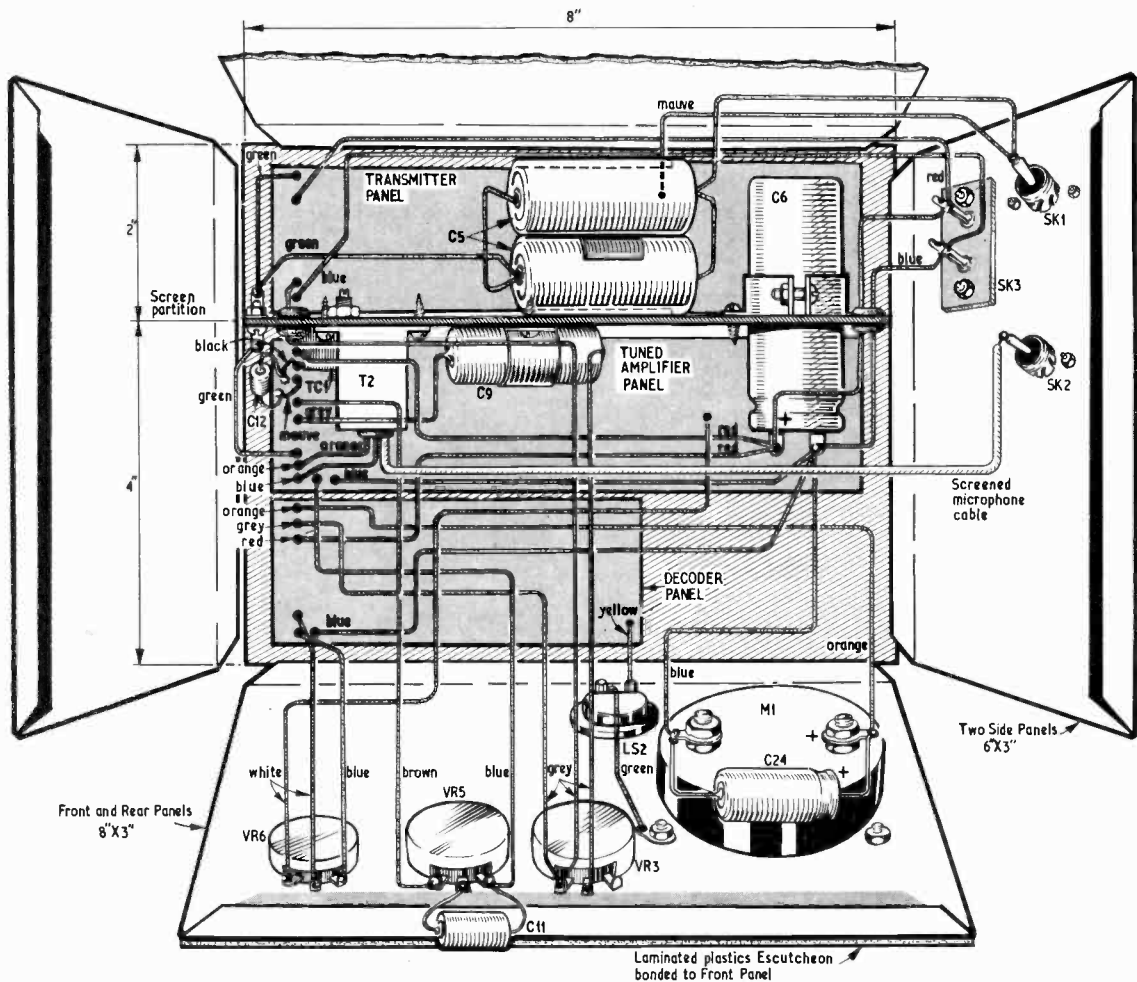 8"
mauve
green
TRANSMITTER
PANEL
C6
red
SK1
2"
C5
green
blue
blue
SK3
Screen
partition
black
TUNED
AMPLIFIER
PANEL
SK2
T2
TC1
C9
green
C12
grey
+
mauve
orange
red
red
orange
blue
blue
4"
Screened
microphone
cable
orange
grey
red
DECODER
PANEL
yellow
blue
orange
blue
M1
Two Side Panels
6"X3"
+
LS2
C24
+
white
blue
brown
blue
grey
green
Front and Rear Panels
8"X3"
VR5
VR6
VR3
C11
Laminated plastics Escutcheon
bonded to Front Panel